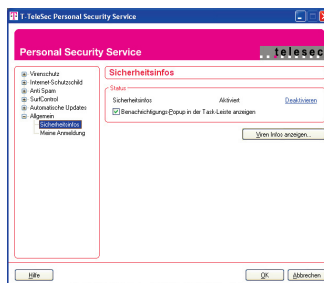 T-TeleSec Personal Security Service
Personal Security Service
telesec
Virenschutz
Internet-Schutzschild
Anti Spam
SurfControl
Automatische Updates
Allgemein
Sicherheitsinfos
Meine Anmeldung
Sicherheitsinfos
Status
Sicherheitsinfos Aktiviert Deaktivieren
Benachrichtigungs-Popup in der Task-Leiste anzeigen
Viren Infos anzeigen...
Hilfe OK Abbrechen